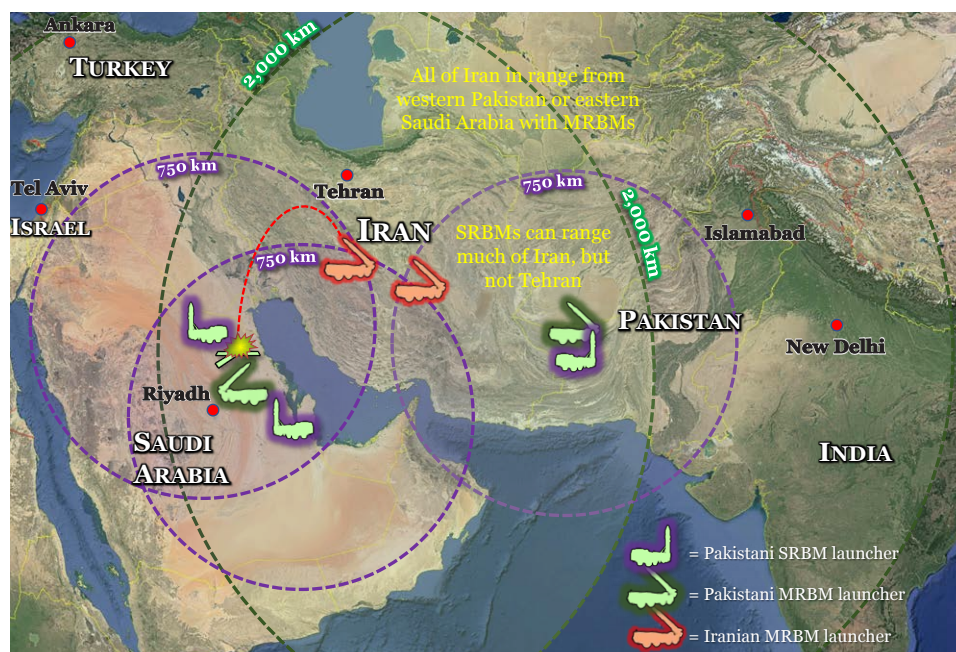 Ankara
TURKEY
2,000 km
All of Iran in range from
western Pakistan or eastern
Saudi Arabia with MRBMs
750 km
750 km
Tehran
Tel Aviv
ISRAEL
2,000 km
IRAN
SRBMs can range
much of Iran, but
not Tehran
Islamabad
750 km
PAKISTAN
New Delhi
Riyadh
SAUDI
ARABIA
INDIA
= Pakistani SRBM launcher
= Pakistani MRBM launcher
= Iranian MRBM launcher